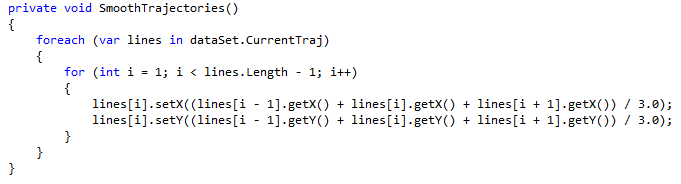 private void SmoothTrajectories()
{
    foreach (var lines in dataSet.CurrentTraj)
    {
        for (int i = 1; i < lines.Length - 1; i++)
        {
            lines[i].setX((lines[i - 1].getX() + lines[i].getX() + lines[i + 1].getX()) / 3.0);
            lines[i].setY((lines[i - 1].getY() + lines[i].getY() + lines[i + 1].getY()) / 3.0);
        }
    }
}